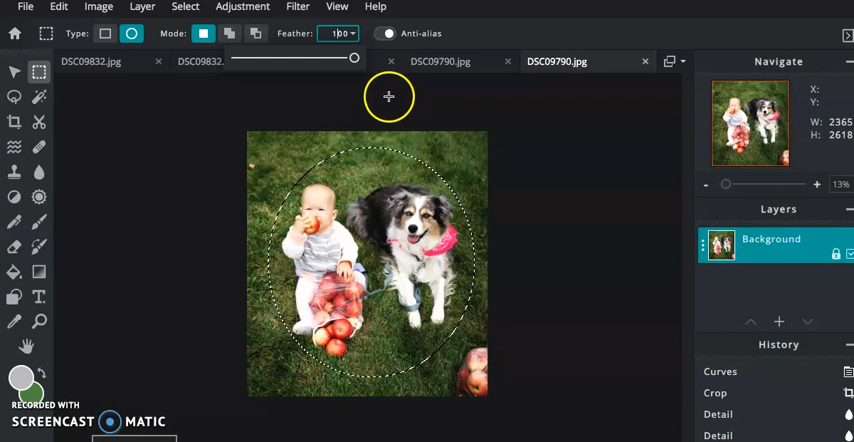 File Edit Image Layer Select Adjustment Filter View Help
Type: Mode: Feather: 100 Anti-alias
DSC09832.jpg DSC09832. DSC09790.jpg DSC09790.jpg
Navigate
X:
Y:
W: 2365
H: 2618
- + 13%
Layers
Background
History
Curves
Crop
Detail
Detail
RECORDED WITH
SCREENCAST MATIC